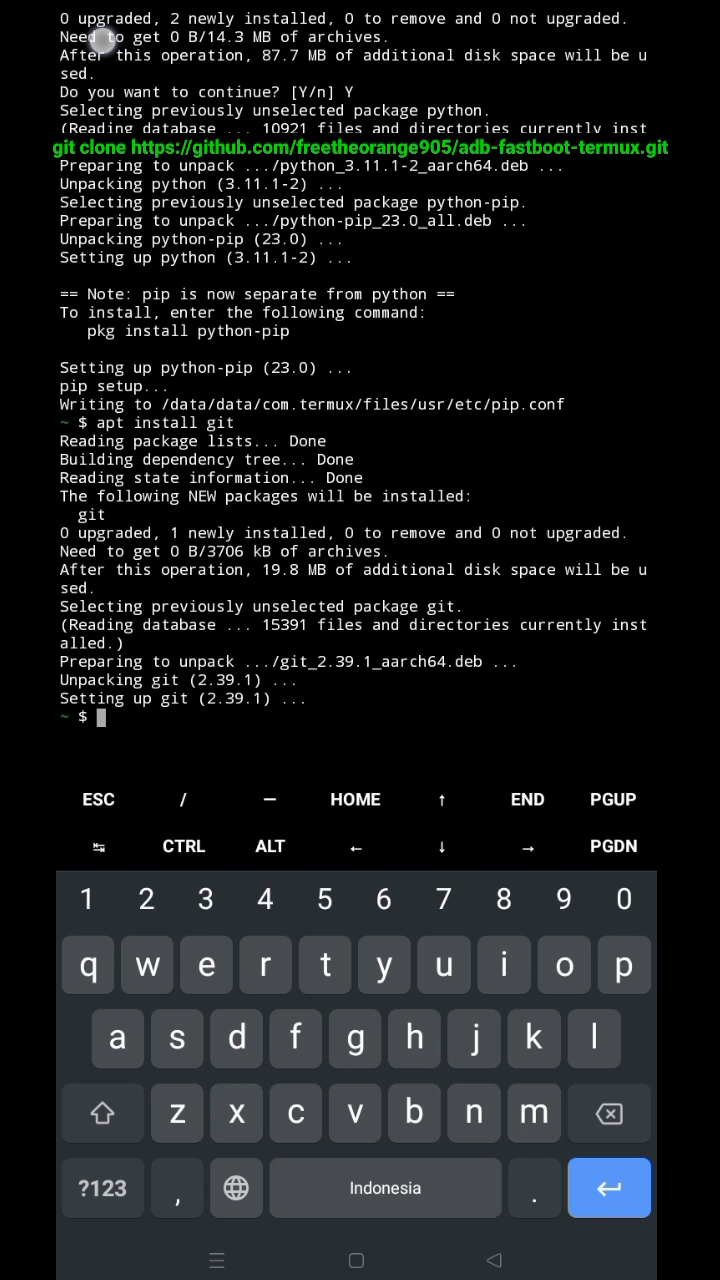 0 upgraded, 2 newly installed, 0 to remove and 0 not upgraded.
Need to get 0 B/14.3 MB of archives.
After this operation, 87.7 MB of additional disk space will be u
sed.
Do you want to continue? [Y/n] Y
Selecting previously unselected package python.
(Reading database ... 10921 files and directories currently inst
git clone https://github.com/freetheorange905/adb-fastboot-termux.git
Preparing to unpack .../python_3.11.1-2_aarch64.deb ...
Unpacking python (3.11.1-2) ...
Selecting previously unselected package python-pip.
Preparing to unpack .../python-pip_23.0_all.deb ...
Unpacking python-pip (23.0) ...
Setting up python (3.11.1-2) ...
== Note: pip is now separate from python ==
To install, enter the following command:
   pkg install python-pip
Setting up python-pip (23.0) ...
pip setup...
Writing to /data/data/com.termux/files/usr/etc/pip.conf
~ $ apt install git
Reading package lists... Done
Building dependency tree... Done
Reading state information... Done
The following NEW packages will be installed:
  git
0 upgraded, 1 newly installed, 0 to remove and 0 not upgraded.
Need to get 0 B/3706 kB of archives.
After this operation, 19.8 MB of additional disk space will be u
sed.
Selecting previously unselected package git.
(Reading database ... 15391 files and directories currently inst
alled.)
Preparing to unpack .../git_2.39.1_aarch64.deb ...
Unpacking git (2.39.1) ...
Setting up git (2.39.1) ...
~ $
ESC / — HOME ↑ END PGUP
↹ CTRL ALT ← ↓ → PGDN
1 2 3 4 5 6 7 8 9 0
q w e r t y u i o p
a s d f g h j k l
z x c v b n m
?123 , Indonesia .